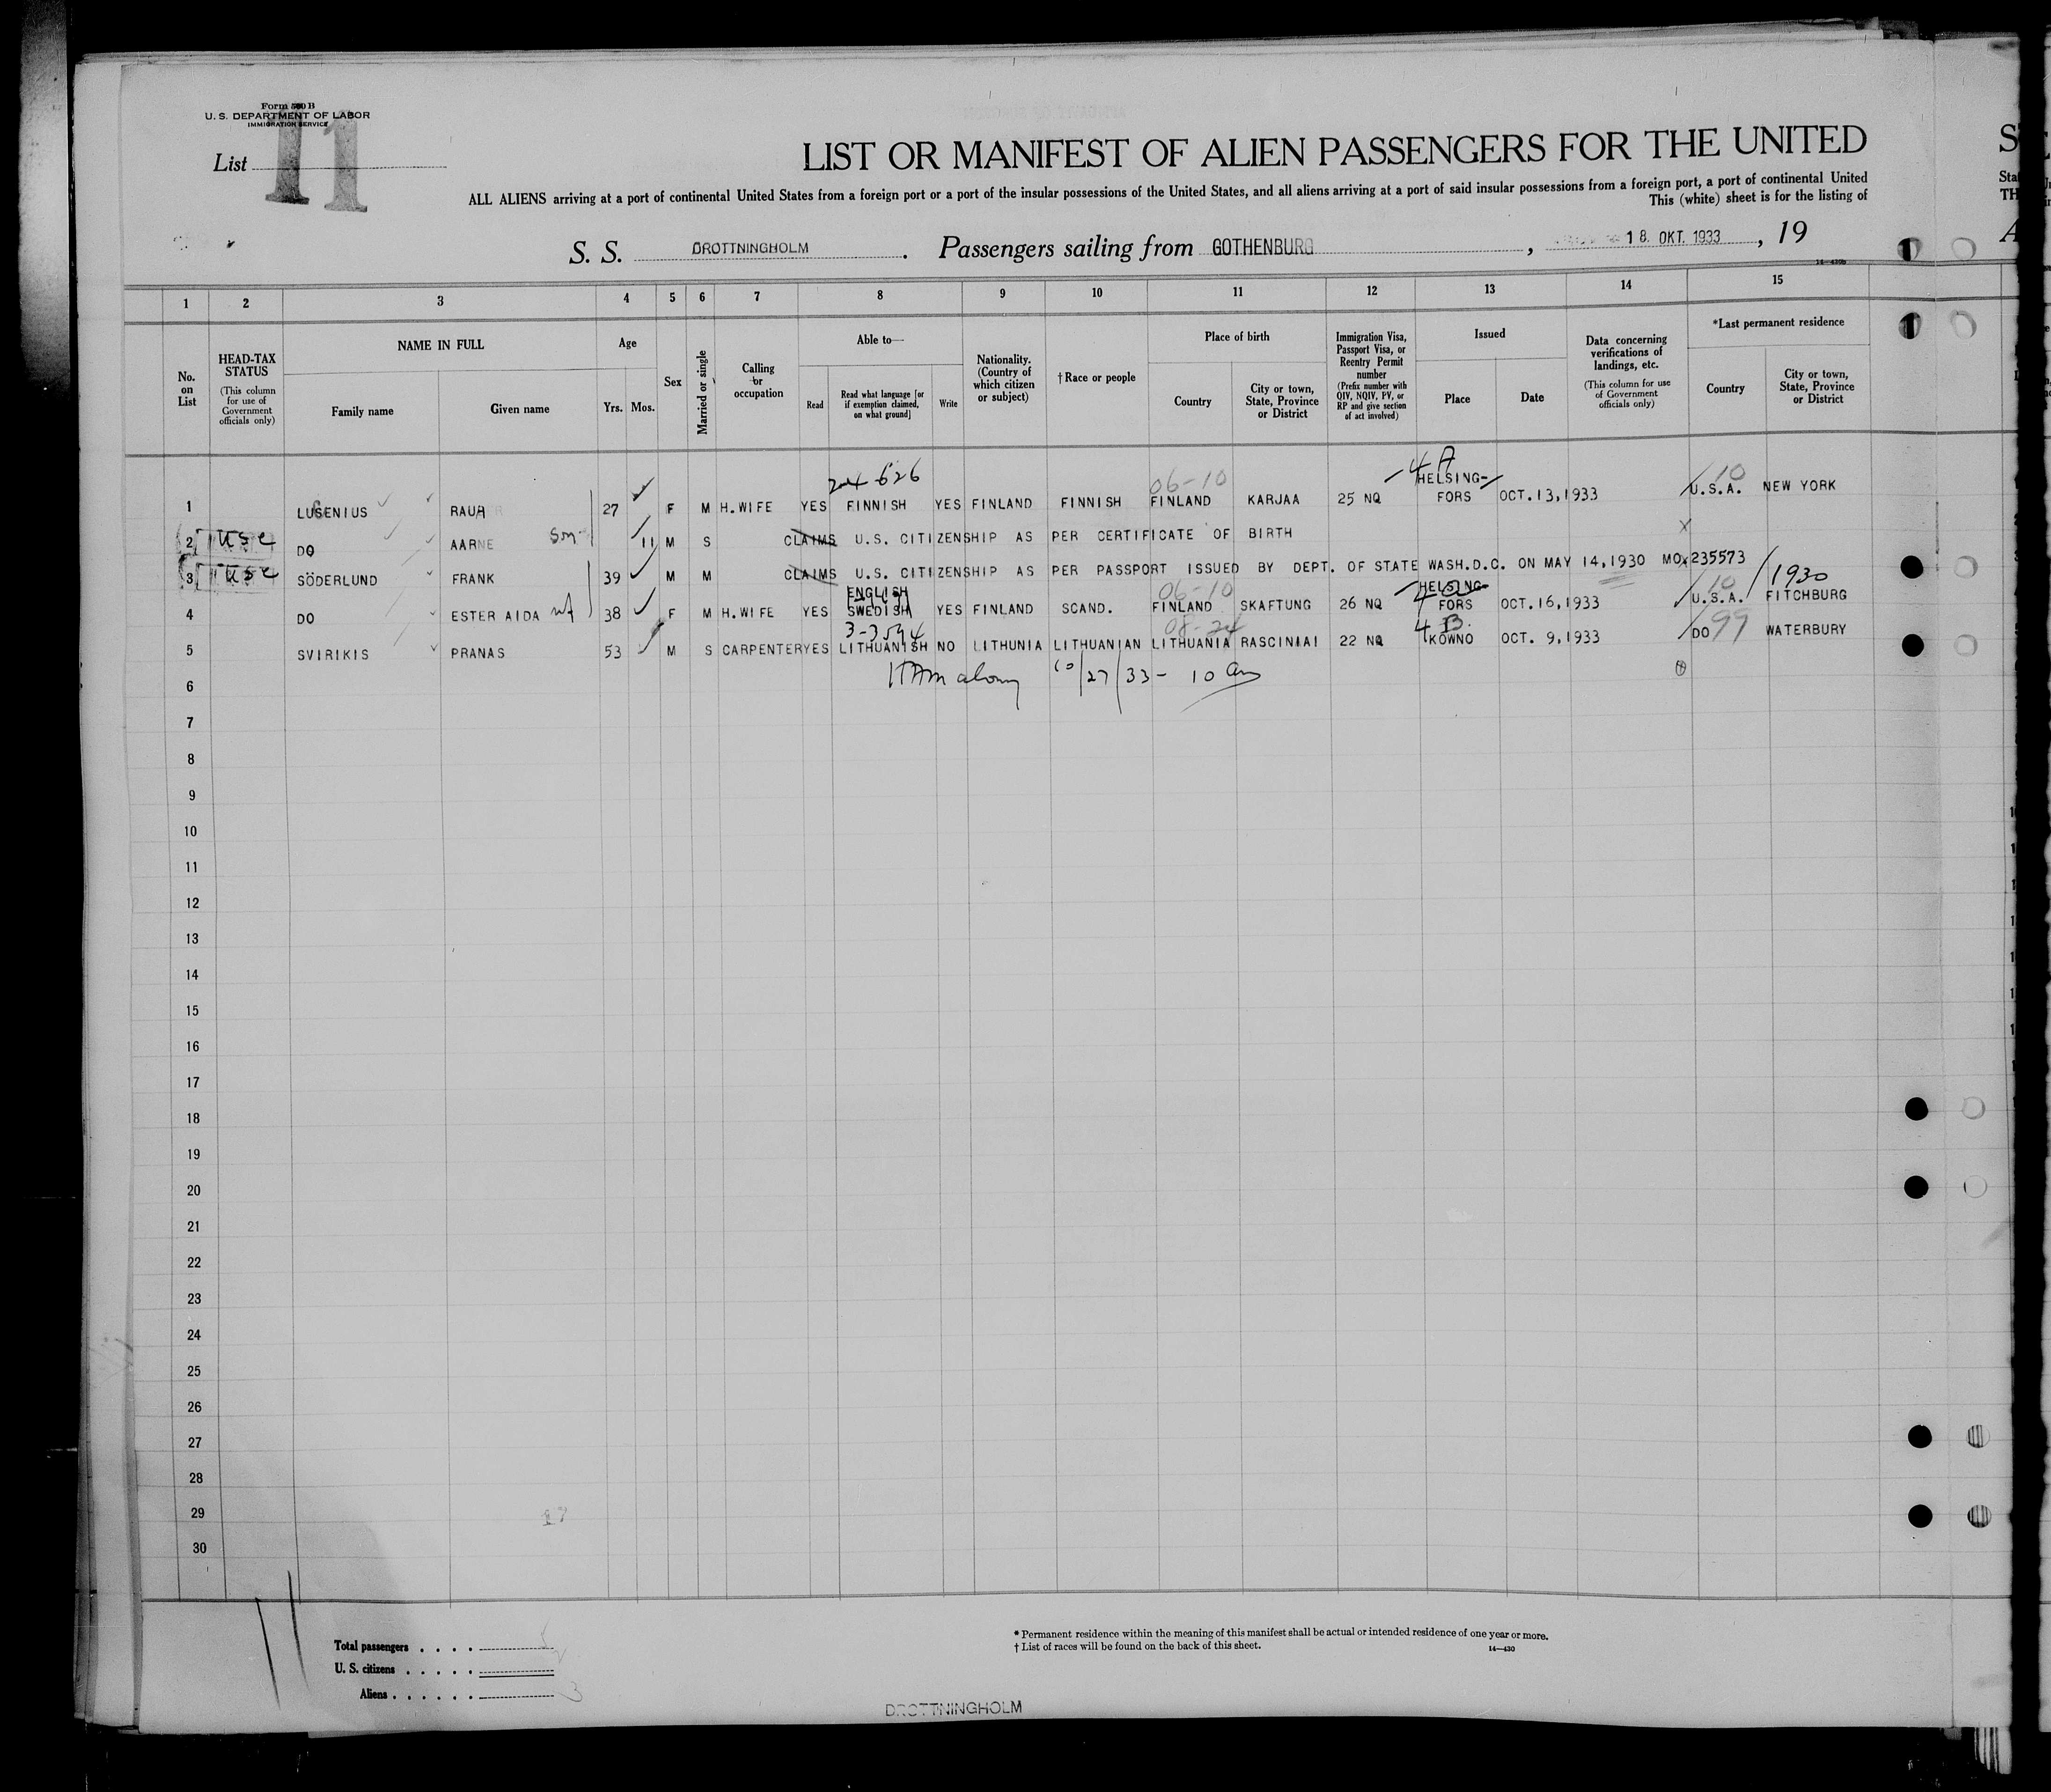 Form 500 B
U. S. DEPARTMENT OF LABOR
IMMIGRATION SERVICE
List 11
LIST OR MANIFEST OF ALIEN PASSENGERS FOR THE UNITED
ALL ALIENS arriving at a port of continental United States from a foreign port or a port of the insular possessions of the United States, and all aliens arriving at a port of said insular possessions from a foreign port, a port of continental United
This (white) sheet is for the listing of
S. S. DROTTNINGHOLM. Passengers sailing from GOTHENBURG, 18. OKT. 1933, 19
1 2 3 4 5 6 7 8 9 10 11 12 13 14 15
No. on List
HEAD-TAX STATUS (This column for use of Government officials only)
NAME IN FULL
Family name Given name
Age
Yrs. Mos.
Sex
Married or single
Calling or occupation
Able to—
Read Read what language [or if exemption claimed, on what ground] Write
Nationality. (Country of which citizen or subject)
†Race or people
Place of birth
Country City or town, State, Province or District
Immigration Visa, Passport Visa, or Reentry Permit number (Prefix number with QIV, NQIV, PV, or RP and give section of act involved)
Issued
Place Date
Data concerning verifications of landings, etc. (This column for use of Government officials only)
*Last permanent residence
Country City or town, State, Province or District
24-626 06-10 4 A 10
1 LUSENIUS RAUH 27 F M H.WIFE YES FINNISH YES FINLAND FINNISH FINLAND KARJAA 25 NQ HELSING-FORS OCT.13,1933 U.S.A. NEW YORK
2 USC DO AARNE son 11 M S CLAIMS U.S. CITIZENSHIP AS PER CERTIFICATE OF BIRTH X
3 USC SÖDERLUND FRANK 39 M M CLAIMS U.S. CITIZENSHIP AS PER PASSPORT ISSUED BY DEPT. OF STATE WASH.D.C. ON MAY 14,1930 MO 235573
06-10 10 1930
4 DO ESTER AIDA wf 38 F M H.WIFE YES ENGLISH SWEDISH YES FINLAND SCAND. FINLAND SKAFTUNG 26 NQ HELSING-FORS OCT.16,1933 U.S.A. FITCHBURG
3-3594 08-24 4 B. 99
5 SVIRIKIS PRANAS 53 M S CARPENTER YES LITHUANISH NO LITHUNIA LITHUANIAN LITHUANIA RASCINIAI 22 NQ KOWNO OCT. 9,1933 DO WATERBURY
6 10/27/33 - 10 am
7
8
9
10
11
12
13
14
15
16
17
18
19
20
21
22
23
24
25
26
27
28
29
30
Total passengers . . . . 5
U. S. citizens . . . . . 2
Aliens . . . . . . 3
* Permanent residence within the meaning of this manifest shall be actual or intended residence of one year or more.
† List of races will be found on the back of this sheet.
14—430
DROTTNINGHOLM